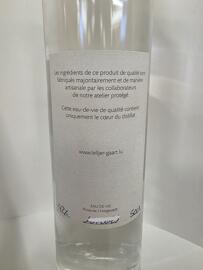 Les ingrédients de ce produit de qualité sont
fabriqués majoritairement et de manière
artisanale par les collaborateurs
de notre atelier protégé.
Cette eau-de-vie de qualité contient
uniquement le cœur du distillat.
www.lelljer-gaart.lu
EAU DE VIE